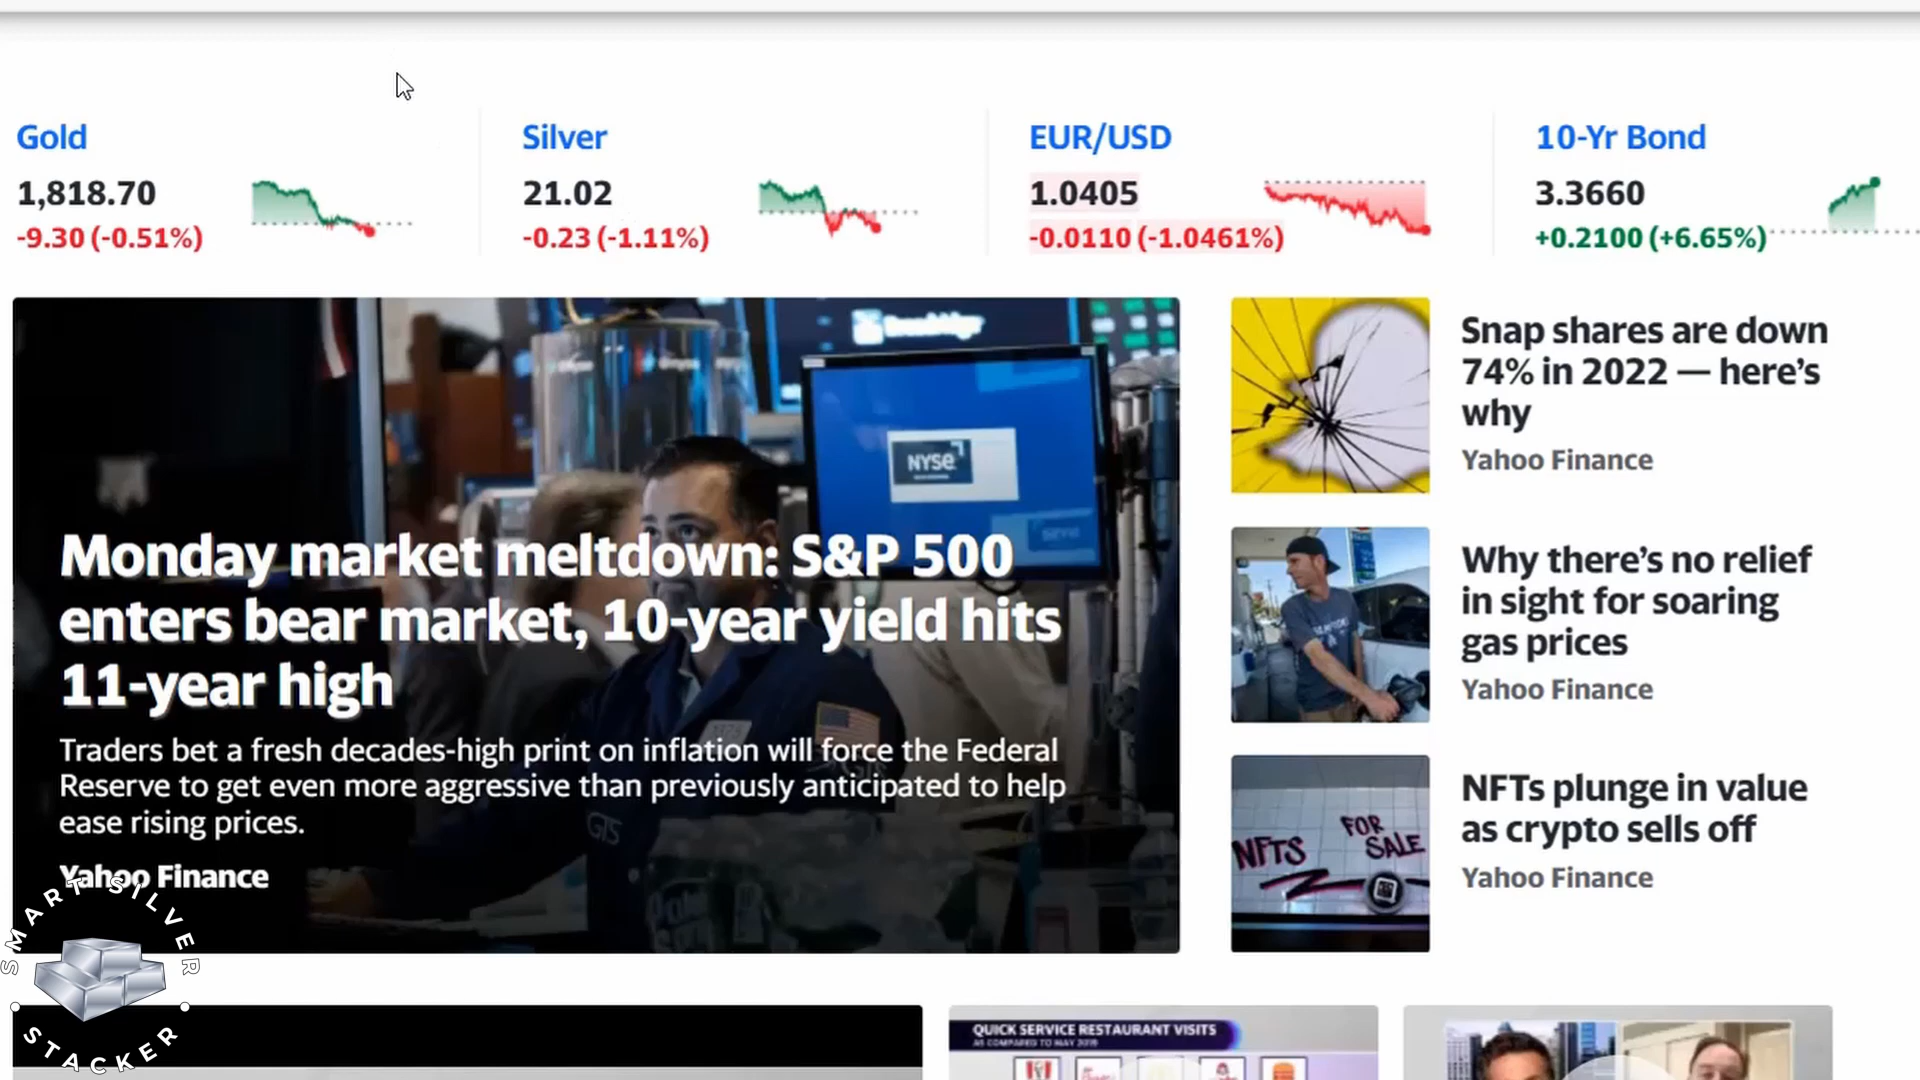 Gold
1,818.70
-9.30 (-0.51%)
Silver
21.02
-0.23 (-1.11%)
EUR/USD
1.0405
-0.0110 (-1.0461%)
10-Yr Bond
3.3660
+0.2100 (+6.65%)
NYSE
Monday market meltdown: S&P 500
enters bear market, 10-year yield hits
11-year high
Traders bet a fresh decades-high print on inflation will force the Federal
Reserve to get even more aggressive than previously anticipated to help
ease rising prices.
Yahoo Finance
GTS
Snap shares are down
74% in 2022 — here’s
why
Yahoo Finance
Why there’s no relief
in sight for soaring
gas prices
Yahoo Finance
NFTS
FOR
SALE
NFTs plunge in value
as crypto sells off
Yahoo Finance
SMART SILVER
STACKER
QUICK SERVICE RESTAURANT VISITS
AS COMPARED TO MAY 2019